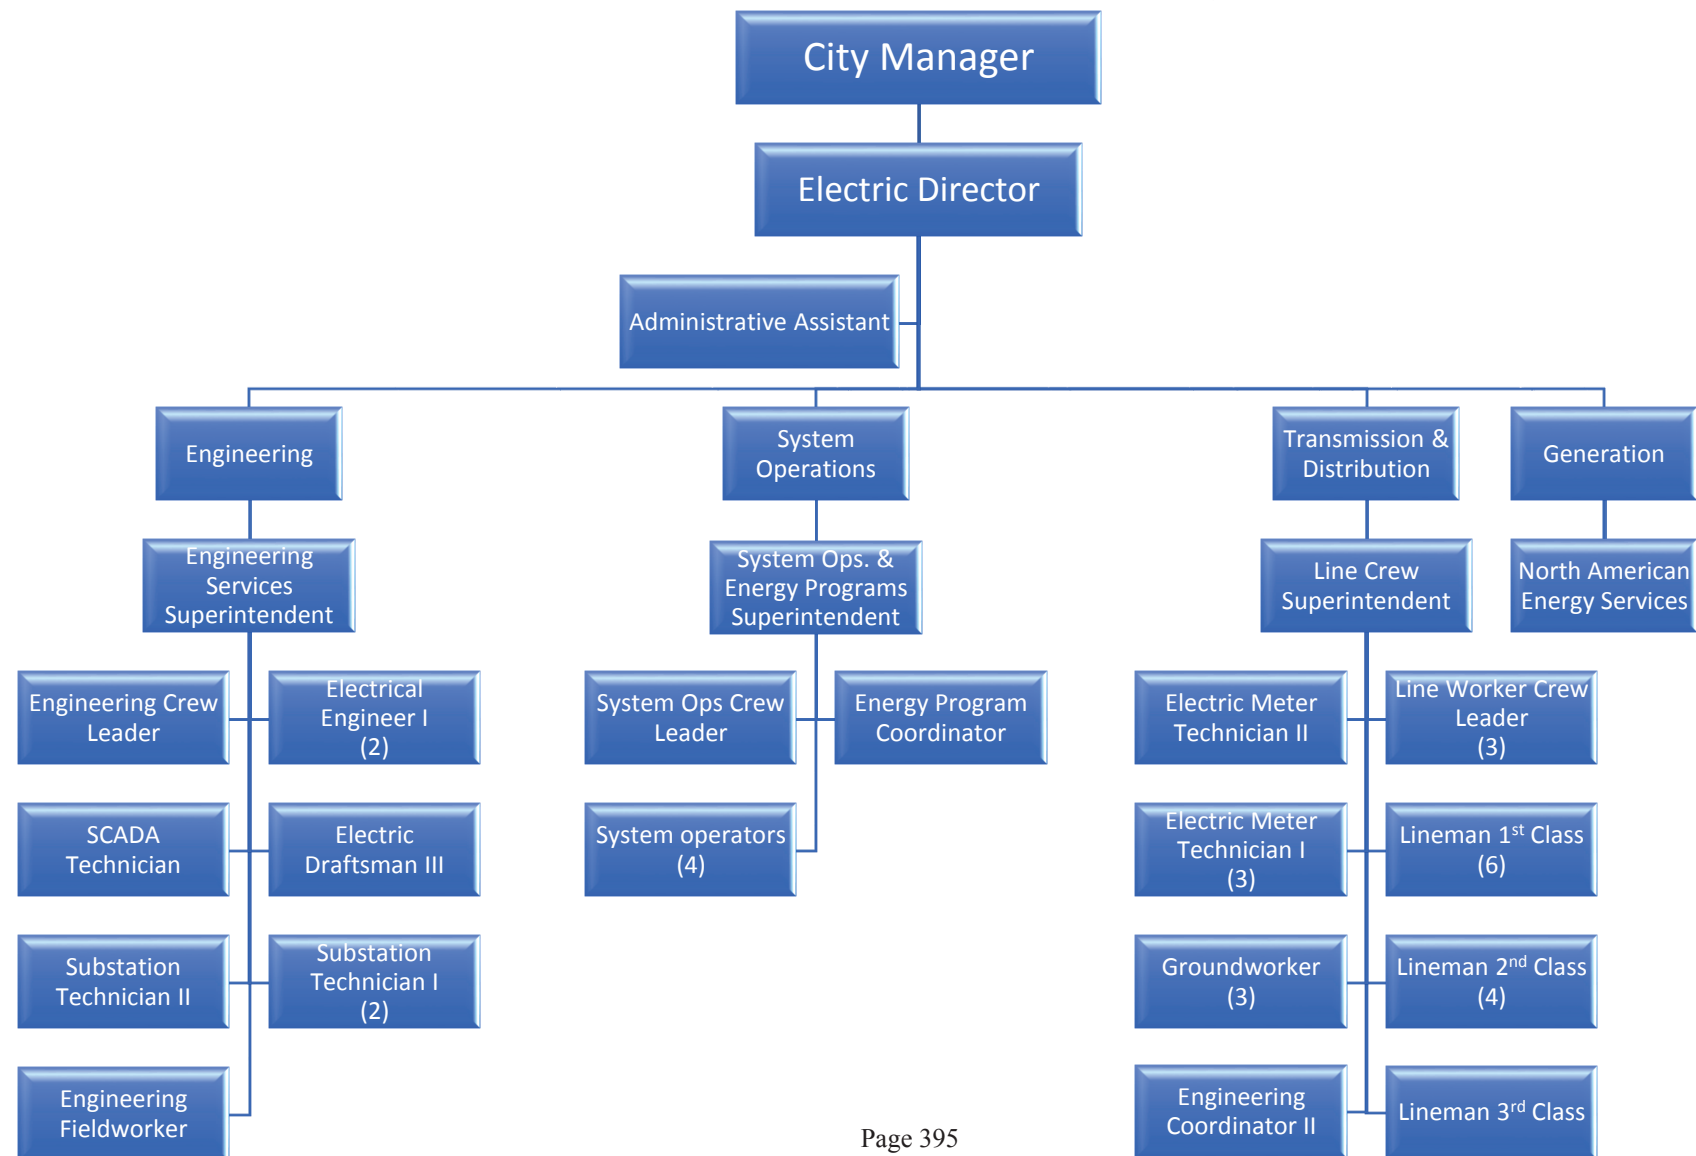 City Manager
Electric Director
Administrative Assistant
Engineering
System
Operations
Transmission &
Distribution
Generation
Engineering
Services
Superintendent
System Ops. &
Energy Programs
Superintendent
Line Crew
Superintendent
North American
Energy Services
Engineering Crew
Leader
Electrical
Engineer I
(2)
System Ops Crew
Leader
Energy Program
Coordinator
Electric Meter
Technician II
Line Worker Crew
Leader
(3)
SCADA
Technician
Electric
Draftsman III
System operators
(4)
Electric Meter
Technician I
(3)
Lineman 1st Class
(6)
Substation
Technician II
Substation
Technician I
(2)
Groundworker
(3)
Lineman 2nd Class
(4)
Engineering
Fieldworker
Engineering
Coordinator II
Lineman 3rd Class
Page 395